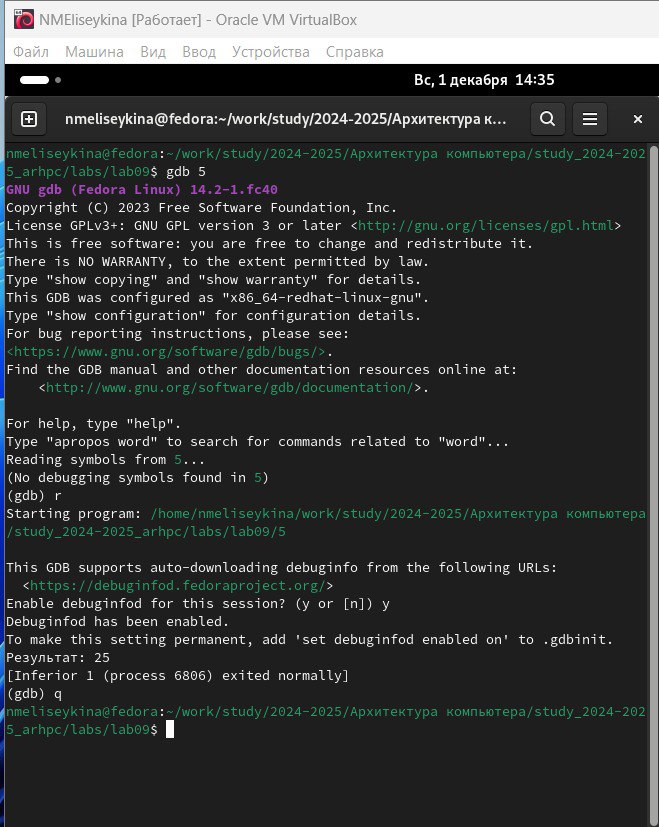 NMEliseykina [Работает] - Oracle VM VirtualBox
Файл Машина Вид Ввод Устройства Справка
Вс, 1 декабря 14:35
nmeliseykina@fedora:~/work/study/2024-2025/Архитектура к...
nmeliseykina@fedora:~/work/study/2024-2025/Архитектура компьютера/study_2024-202
5_arhpc/labs/lab09$ gdb 5
GNU gdb (Fedora Linux) 14.2-1.fc40
Copyright (C) 2023 Free Software Foundation, Inc.
License GPLv3+: GNU GPL version 3 or later <http://gnu.org/licenses/gpl.html>
This is free software: you are free to change and redistribute it.
There is NO WARRANTY, to the extent permitted by law.
Type "show copying" and "show warranty" for details.
This GDB was configured as "x86_64-redhat-linux-gnu".
Type "show configuration" for configuration details.
For bug reporting instructions, please see:
<https://www.gnu.org/software/gdb/bugs/>.
Find the GDB manual and other documentation resources online at:
    <http://www.gnu.org/software/gdb/documentation/>.

For help, type "help".
Type "apropos word" to search for commands related to "word"...
Reading symbols from 5...
(No debugging symbols found in 5)
(gdb) r
Starting program: /home/nmeliseykina/work/study/2024-2025/Архитектура компьютера
/study_2024-2025_arhpc/labs/lab09/5

This GDB supports auto-downloading debuginfo from the following URLs:
  <https://debuginfod.fedoraproject.org/>
Enable debuginfod for this session? (y or [n]) y
Debuginfod has been enabled.
To make this setting permanent, add 'set debuginfod enabled on' to .gdbinit.
Результат: 25
[Inferior 1 (process 6806) exited normally]
(gdb) q
nmeliseykina@fedora:~/work/study/2024-2025/Архитектура компьютера/study_2024-202
5_arhpc/labs/lab09$